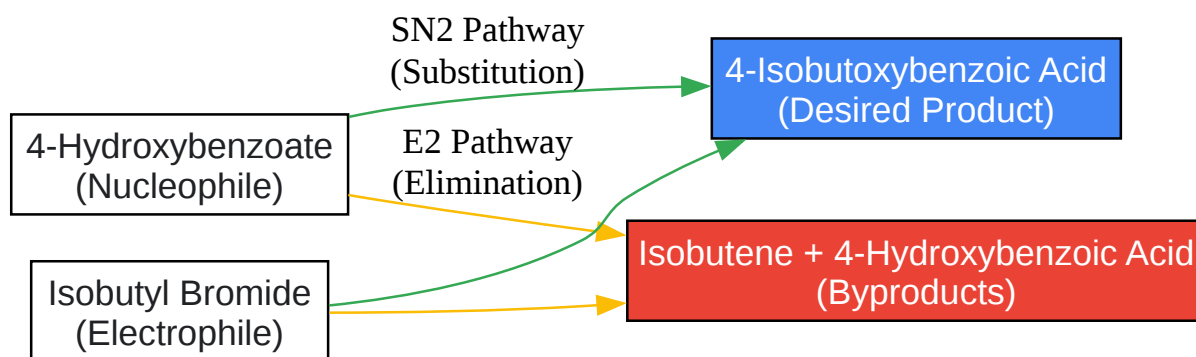 SN2 Pathway
(Substitution)
4-Isobutoxybenzoic Acid
(Desired Product)
4-Hydroxybenzoate
(Nucleophile)
E2 Pathway
(Elimination)
Isobutene + 4-Hydroxybenzoic Acid
(Byproducts)
Isobutyl Bromide
(Electrophile)